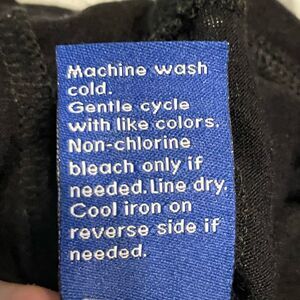 Machine wash
cold.
Gentle cycle
with like colors.
Non-chlorine
bleach only if
needed. Line dry.
Cool iron on
reverse side if
needed.